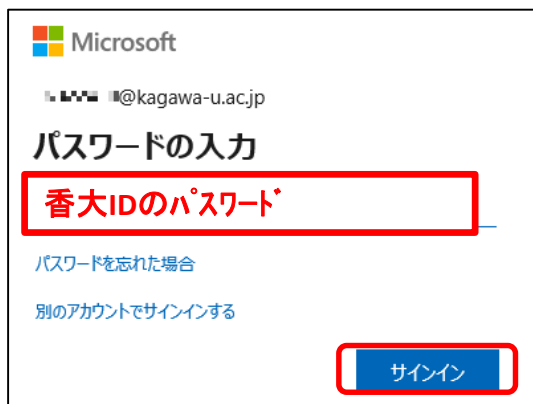 Microsoft
@kagawa-u.ac.jp
パスワードの入力
香大IDのﾊﾟｽﾜｰﾄﾞ
パスワードを忘れた場合
別のアカウントでサインインする
サインイン